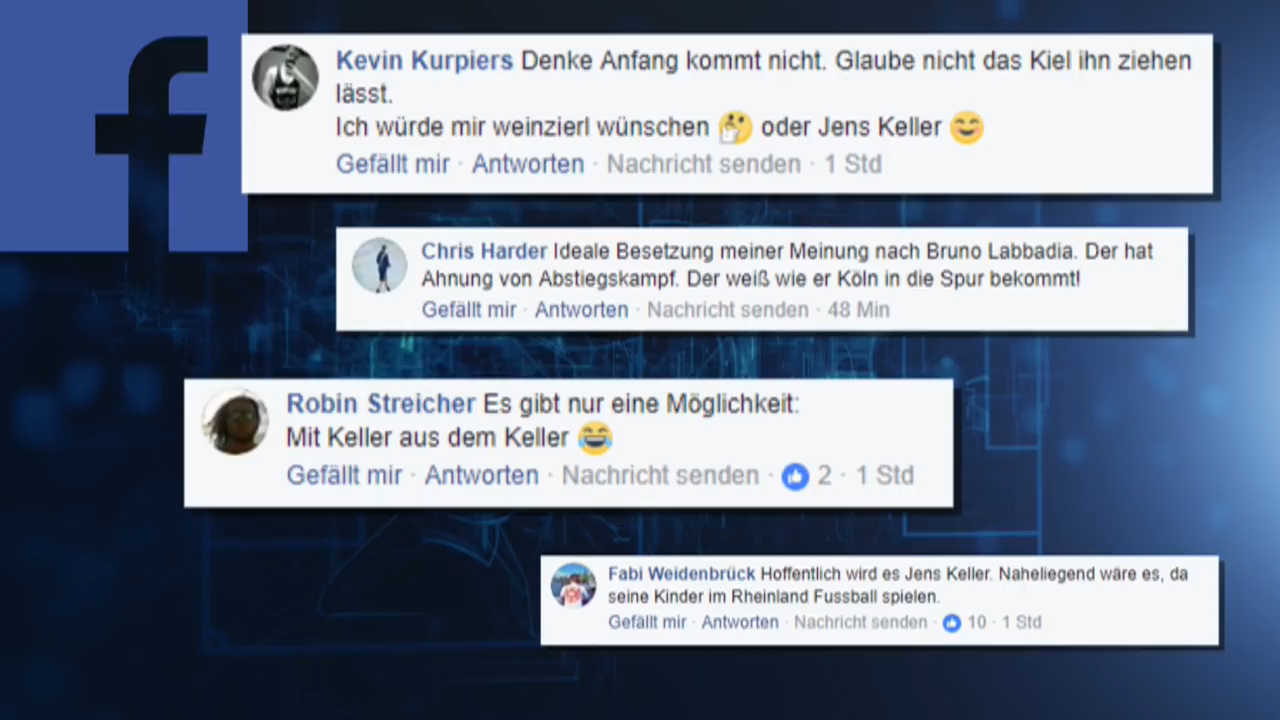 Kevin Kurpiers Denke Anfang kommt nicht. Glaube nicht das Kiel ihn ziehen
lässt.
Ich würde mir weinzierl wünschen 🤔 oder Jens Keller 😄
Gefällt mir · Antworten · Nachricht senden · 1 Std
Chris Harder Ideale Besetzung meiner Meinung nach Bruno Labbadia. Der hat
Ahnung von Abstiegskampf. Der weiß wie er Köln in die Spur bekommt!
Gefällt mir · Antworten · Nachricht senden · 48 Min
Robin Streicher Es gibt nur eine Möglichkeit:
Mit Keller aus dem Keller 😂
Gefällt mir · Antworten · Nachricht senden · 2 · 1 Std
Fabi Weidenbrück Hoffentlich wird es Jens Keller. Naheliegend wäre es, da
seine Kinder im Rheinland Fussball spielen.
Gefällt mir · Antworten · Nachricht senden · 10 · 1 Std